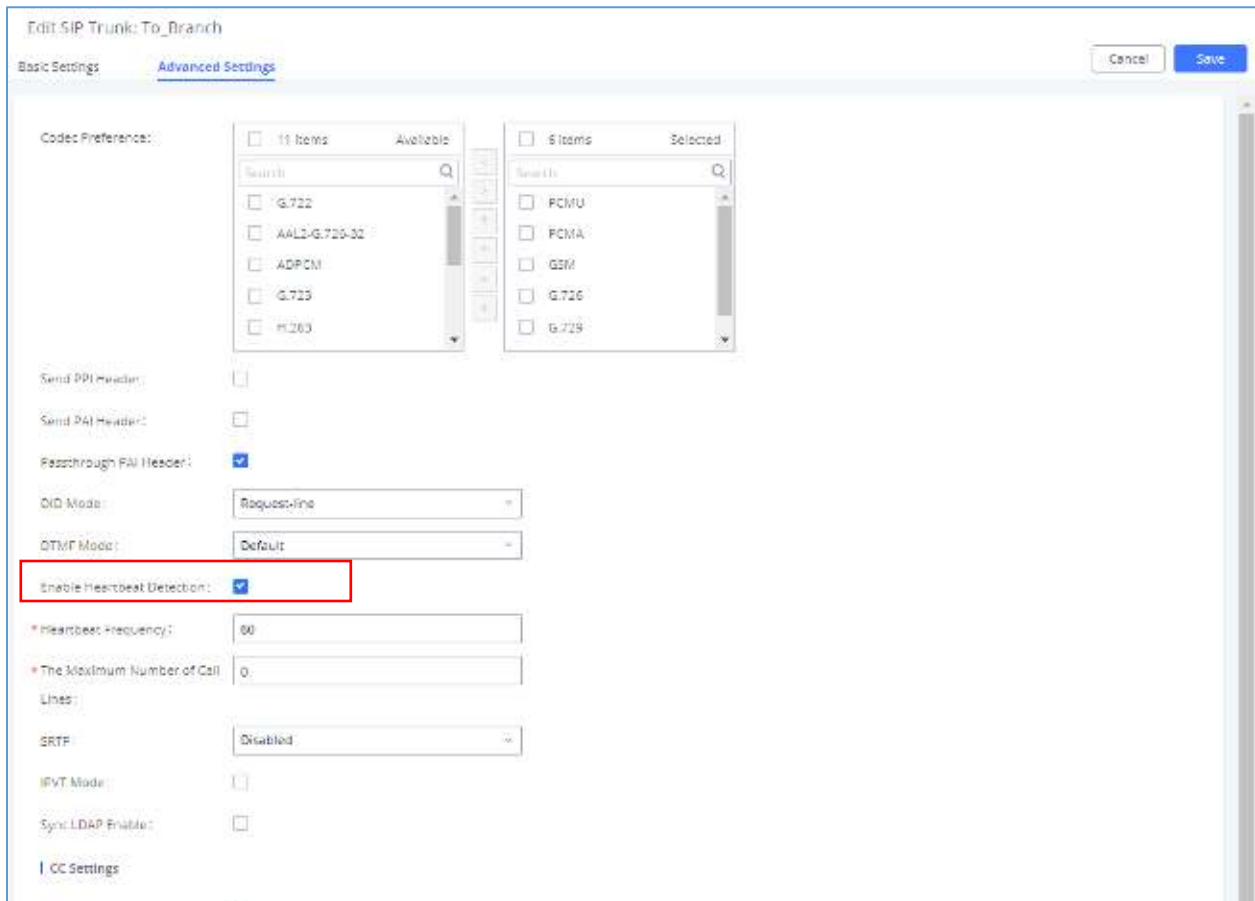 Edit SIP Trunk: To_Branch
Basic Settings Advanced Settings Cancel Save
Codec Preference: 11 items Available 6 items Selected
Search Search
G.722 PCMU
AAL2-G.726-32 PCMA
ADPCM GSM
G.723 G.726
H.263 G.729
Send PPI Header:
Send PAI Header:
Passthrough PAI Header:
DID Mode: Request-line
DTMF Mode: Default
Enable Heartbeat Detection:
* Heartbeat Frequency: 60
* The Maximum Number of Call 0
Lines:
SRTP: Disabled
IPVT Mode:
Sync LDAP Enable:
CC Settings